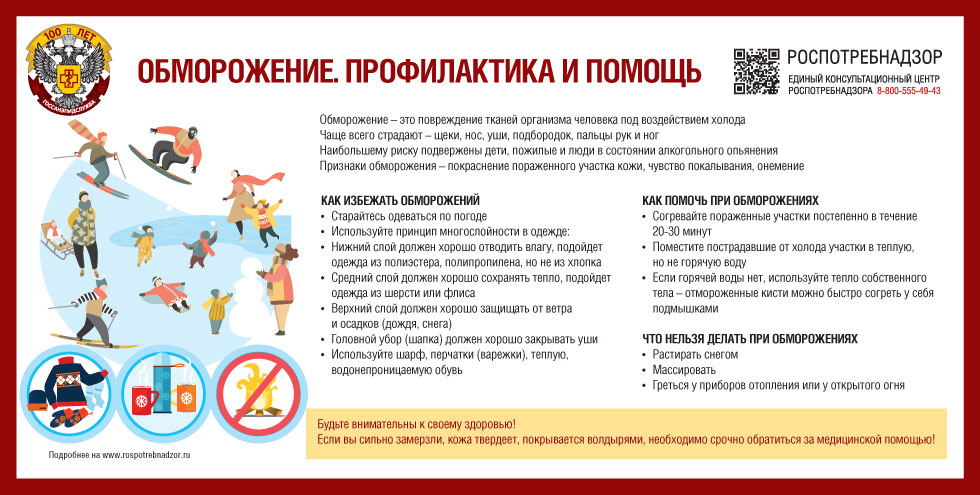 100 ЛЕТ
ГОССАНЭПИДСЛУЖБА
ОБМОРОЖЕНИЕ. ПРОФИЛАКТИКА И ПОМОЩЬ
РОСПОТРЕБНАДЗОР
ЕДИНЫЙ КОНСУЛЬТАЦИОННЫЙ ЦЕНТР
РОСПОТРЕБНАДЗОРА 8-800-555-49-43
Обморожение – это повреждение тканей организма человека под воздействием холода
Чаще всего страдают – щеки, нос, уши, подбородок, пальцы рук и ног
Наибольшему риску подвержены дети, пожилые и люди в состоянии алкогольного опьянения
Признаки обморожения – покраснение пораженного участка кожи, чувство покалывания, онемение
КАК ИЗБЕЖАТЬ ОБМОРОЖЕНИЙ
• Старайтесь одеваться по погоде
• Используйте принцип многослойности в одежде:
• Нижний слой должен хорошо отводить влагу, подойдет
одежда из полиэстера, полипропилена, но не из хлопка
• Средний слой должен хорошо сохранять тепло, подойдет
одежда из шерсти или флиса
• Верхний слой должен хорошо защищать от ветра
и осадков (дождя, снега)
• Головной убор (шапка) должен хорошо закрывать уши
• Используйте шарф, перчатки (варежки), теплую,
водонепроницаемую обувь
КАК ПОМОЧЬ ПРИ ОБМОРОЖЕНИЯХ
• Согревайте пораженные участки постепенно в течение
20-30 минут
• Поместите пострадавшие от холода участки в теплую,
но не горячую воду
• Если горячей воды нет, используйте тепло собственного
тела – отмороженные кисти можно быстро согреть у себя
подмышками
ЧТО НЕЛЬЗЯ ДЕЛАТЬ ПРИ ОБМОРОЖЕНИЯХ
• Растирать снегом
• Массировать
• Греться у приборов отопления или у открытого огня
Будьте внимательны к своему здоровью!
Если вы сильно замерзли, кожа твердеет, покрывается волдырями, необходимо срочно обратиться за медицинской помощью!
Подробнее на www.rospotrebnadzor.ru